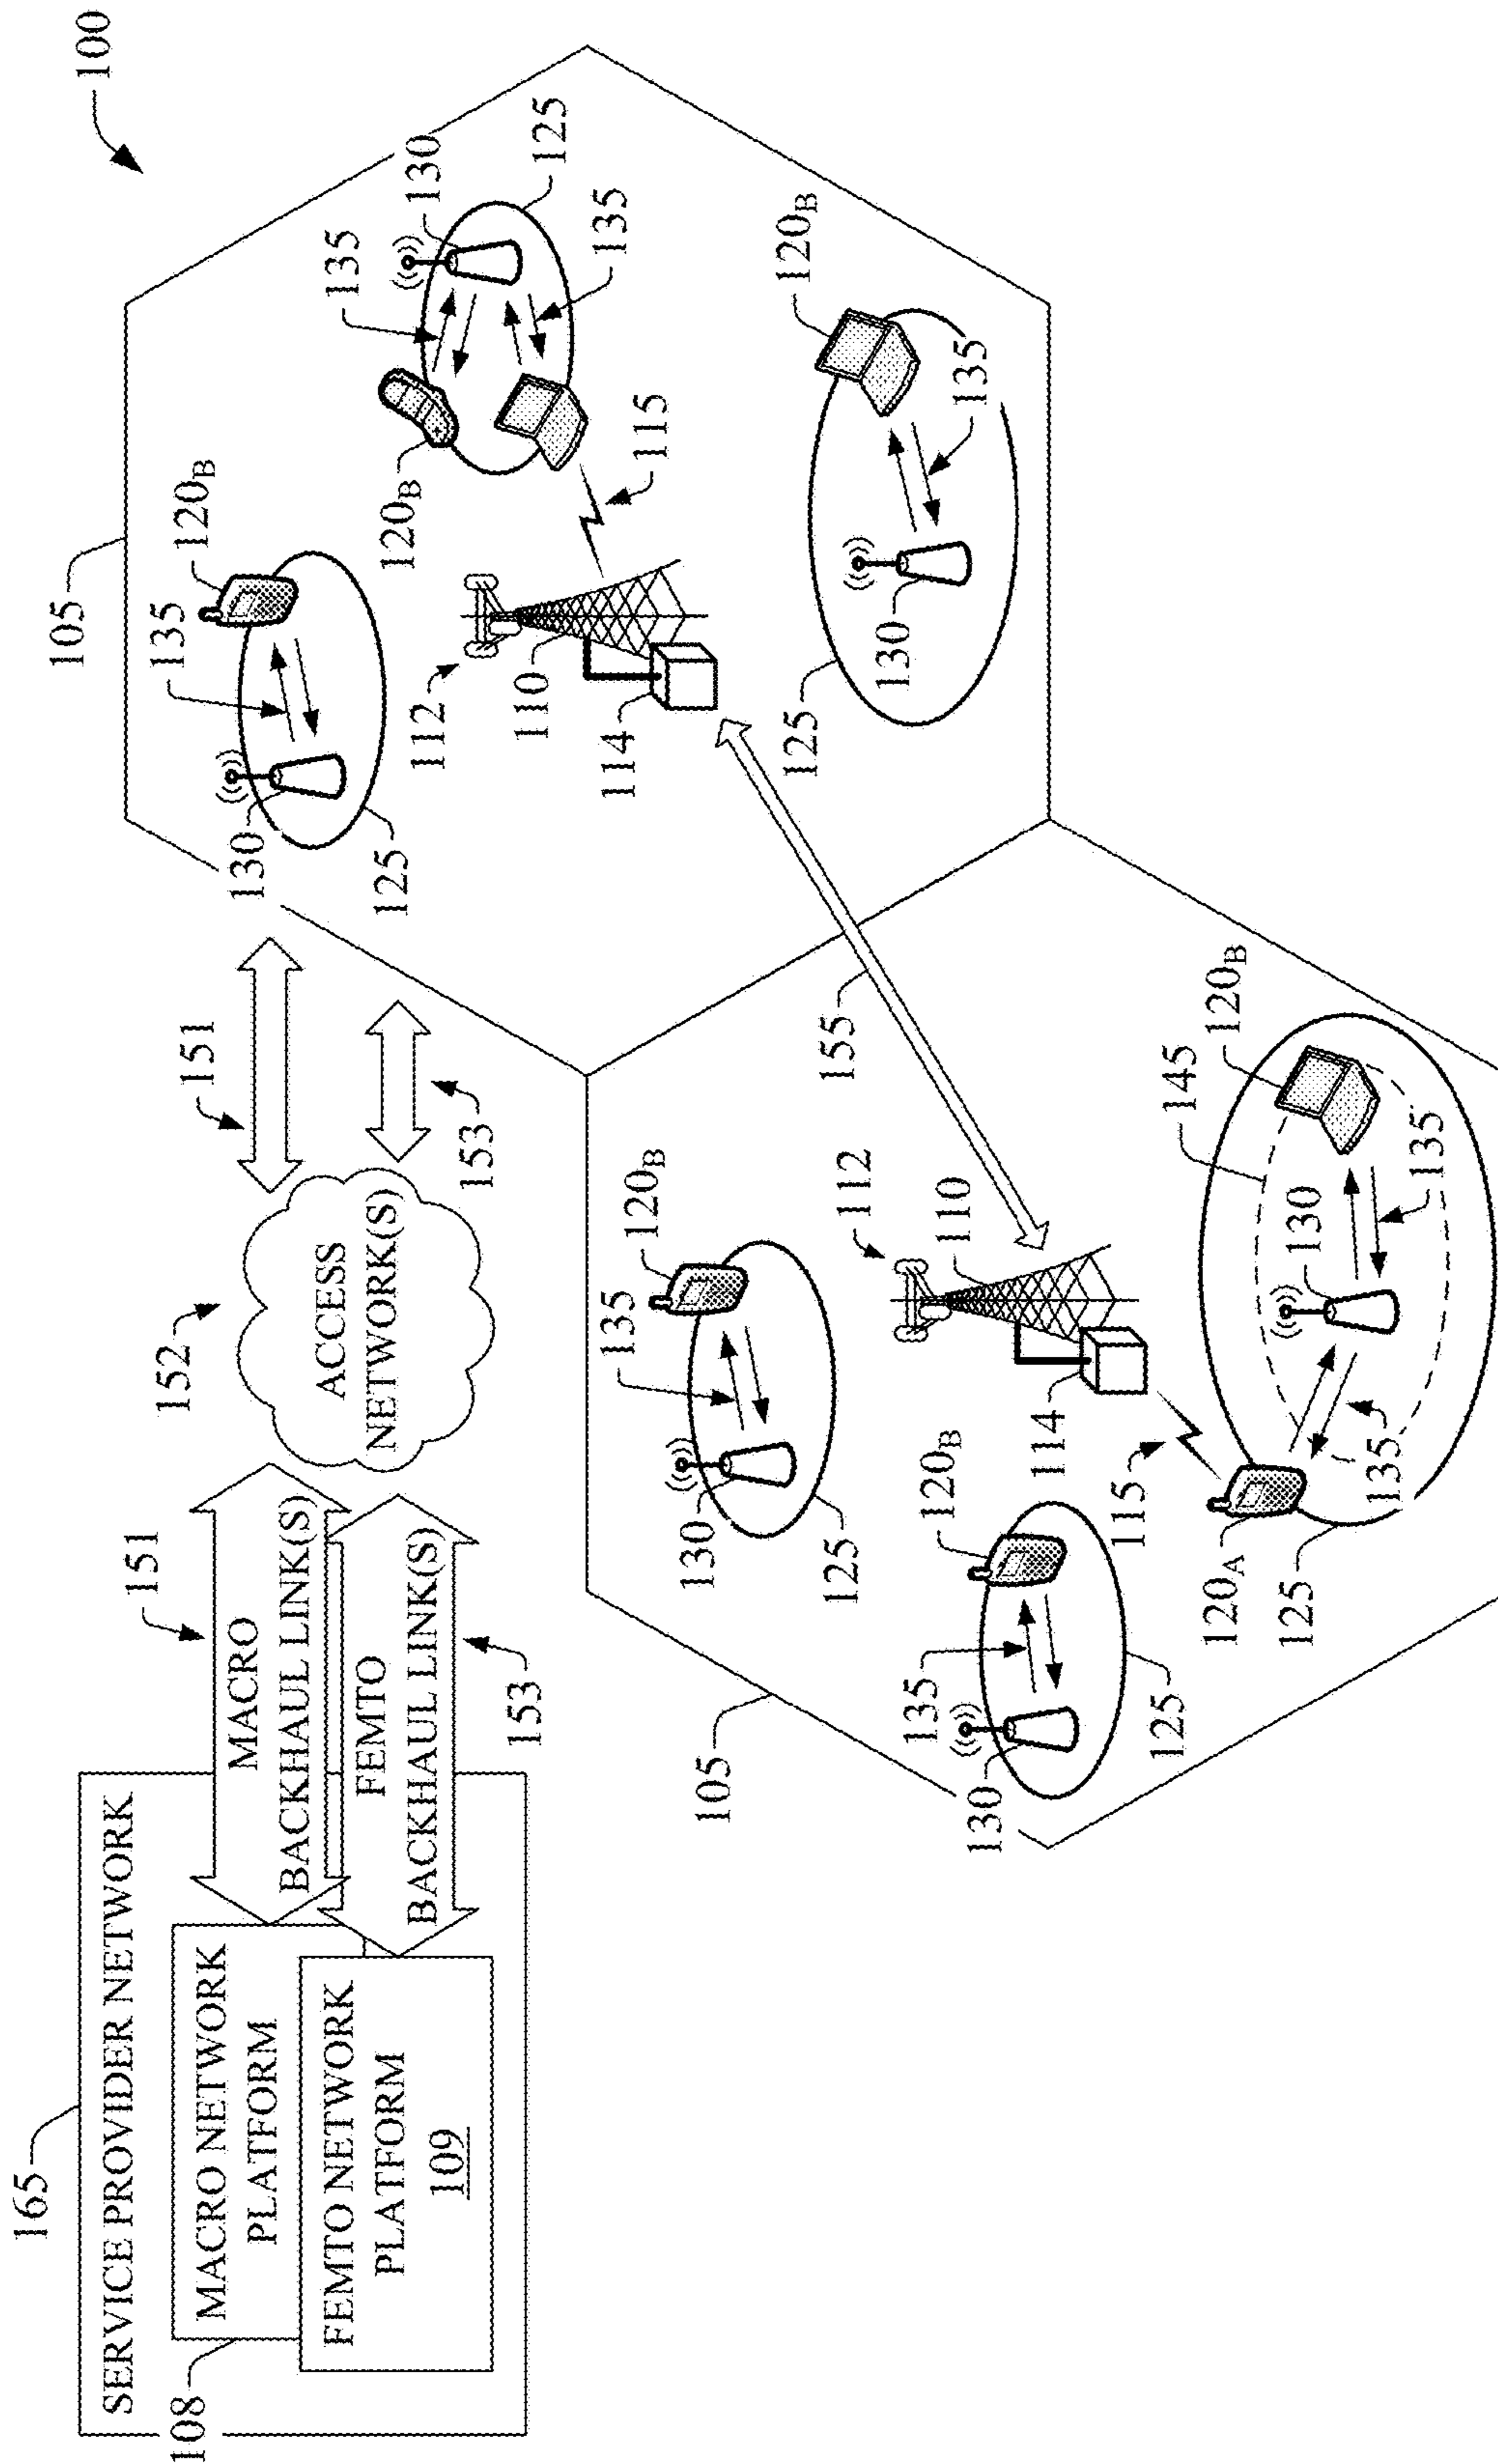 100
165
SERVICE PROVIDER NETWORK
108
MACRO NETWORK
PLATFORM
FEMTO NETWORK
PLATFORM
109
151
MACRO
BACKHAUL LINK(S)
FEMTO
BACKHAUL LINK(S)
153
152
ACCESS
NETWORK(S)
151
153
105
130
135
120B
125
112
110
114
120B
135
130
125
135
115
120B
125
130
135
155
105
130
135
120B
125
130
135
120B
125
112
110
114
115
120A
125
145
120B
130
135
135